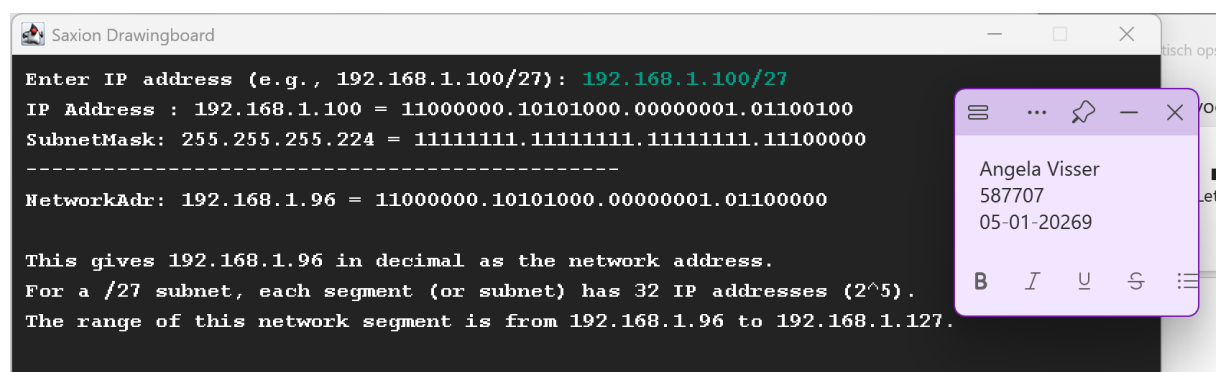 Saxion Drawingboard
Enter IP address (e.g., 192.168.1.100/27): 192.168.1.100/27
IP Address : 192.168.1.100 = 11000000.10101000.00000001.01100100
SubnetMask: 255.255.255.224 = 11111111.11111111.11111111.11100000
----------------------------------------------
NetworkAdr: 192.168.1.96 = 11000000.10101000.00000001.01100000
This gives 192.168.1.96 in decimal as the network address.
For a /27 subnet, each segment (or subnet) has 32 IP addresses (2^5).
The range of this network segment is from 192.168.1.96 to 192.168.1.127.
Angela Visser
587707
05-01-20269
B I U S